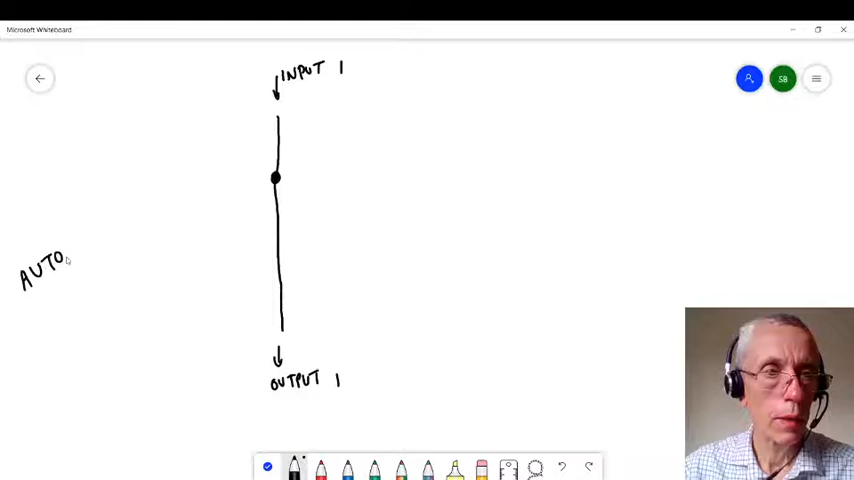 Microsoft Whiteboard
INPUT 1
SB
AUTO
OUTPUT 1